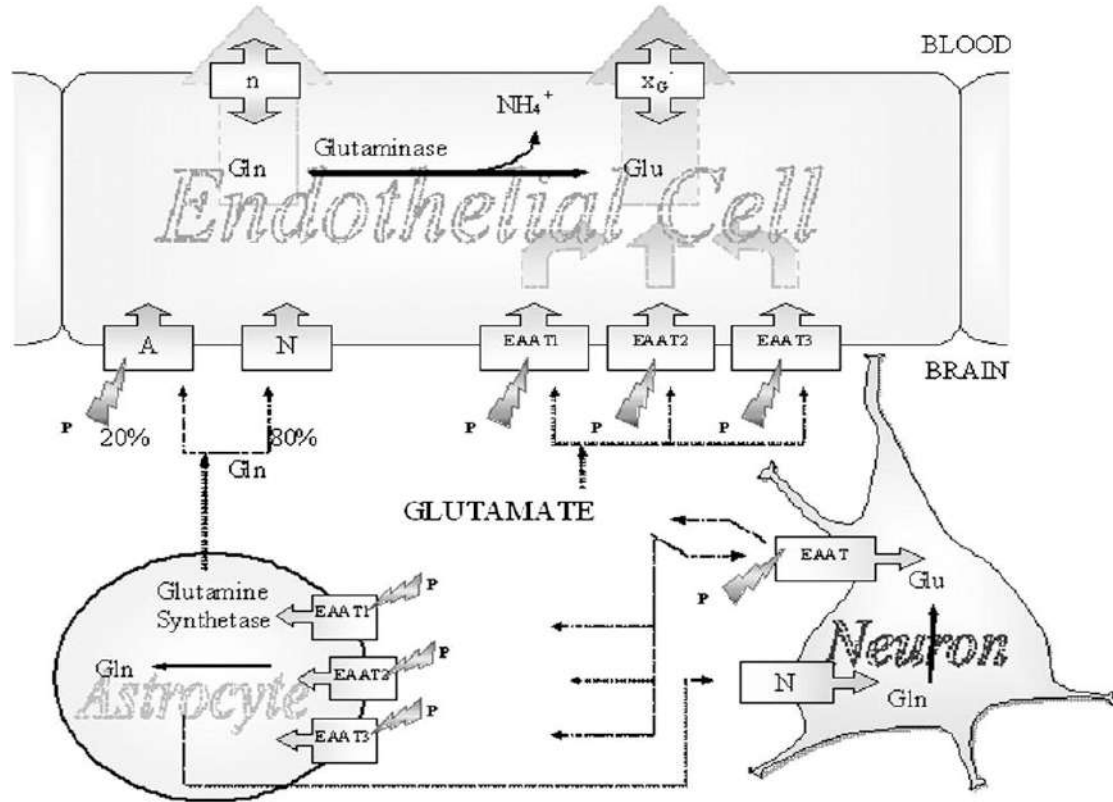 BLOOD
n
x_G-
NH₄⁺
Glutaminase
Gln
Glu
Endothelial Cell
A
N
EAAT1
EAAT2
EAAT3
BRAIN
P
20%
80%
P
P
P
Gln
GLUTAMATE
EAAT
P
Glu
Glutamine
Synthetase
EAAT1
P
Gln
EAAT2
P
Astrocyte
EAAT3
P
Neuron
N
Gln